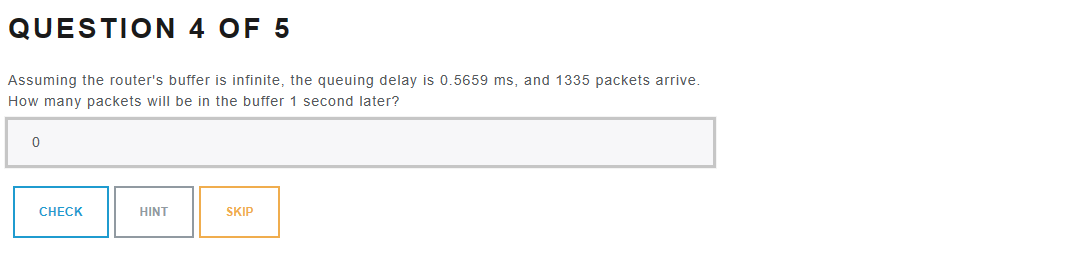 QUESTION 4 OF 5
Assuming the router's buffer is infinite, the queuing delay is 0.5659 ms, and 1335 packets arrive.
How many packets will be in the buffer 1 second later?
0
CHECK HINT SKIP